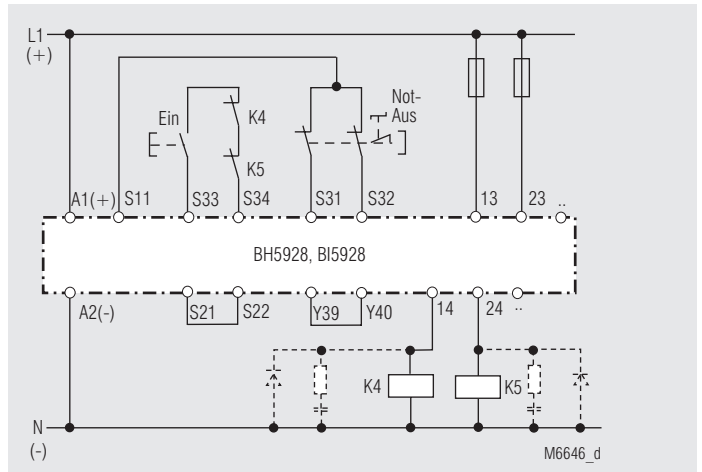 L1
(+)
Not-
Aus
Ein
K4
K5
A1(+)
S11
S33
S34
S31
S32
13
23
..
BH5928, BI5928
A2(-)
S21
S22
Y39
Y40
14
24
..
K4
K5
N
(-)
M6646_d